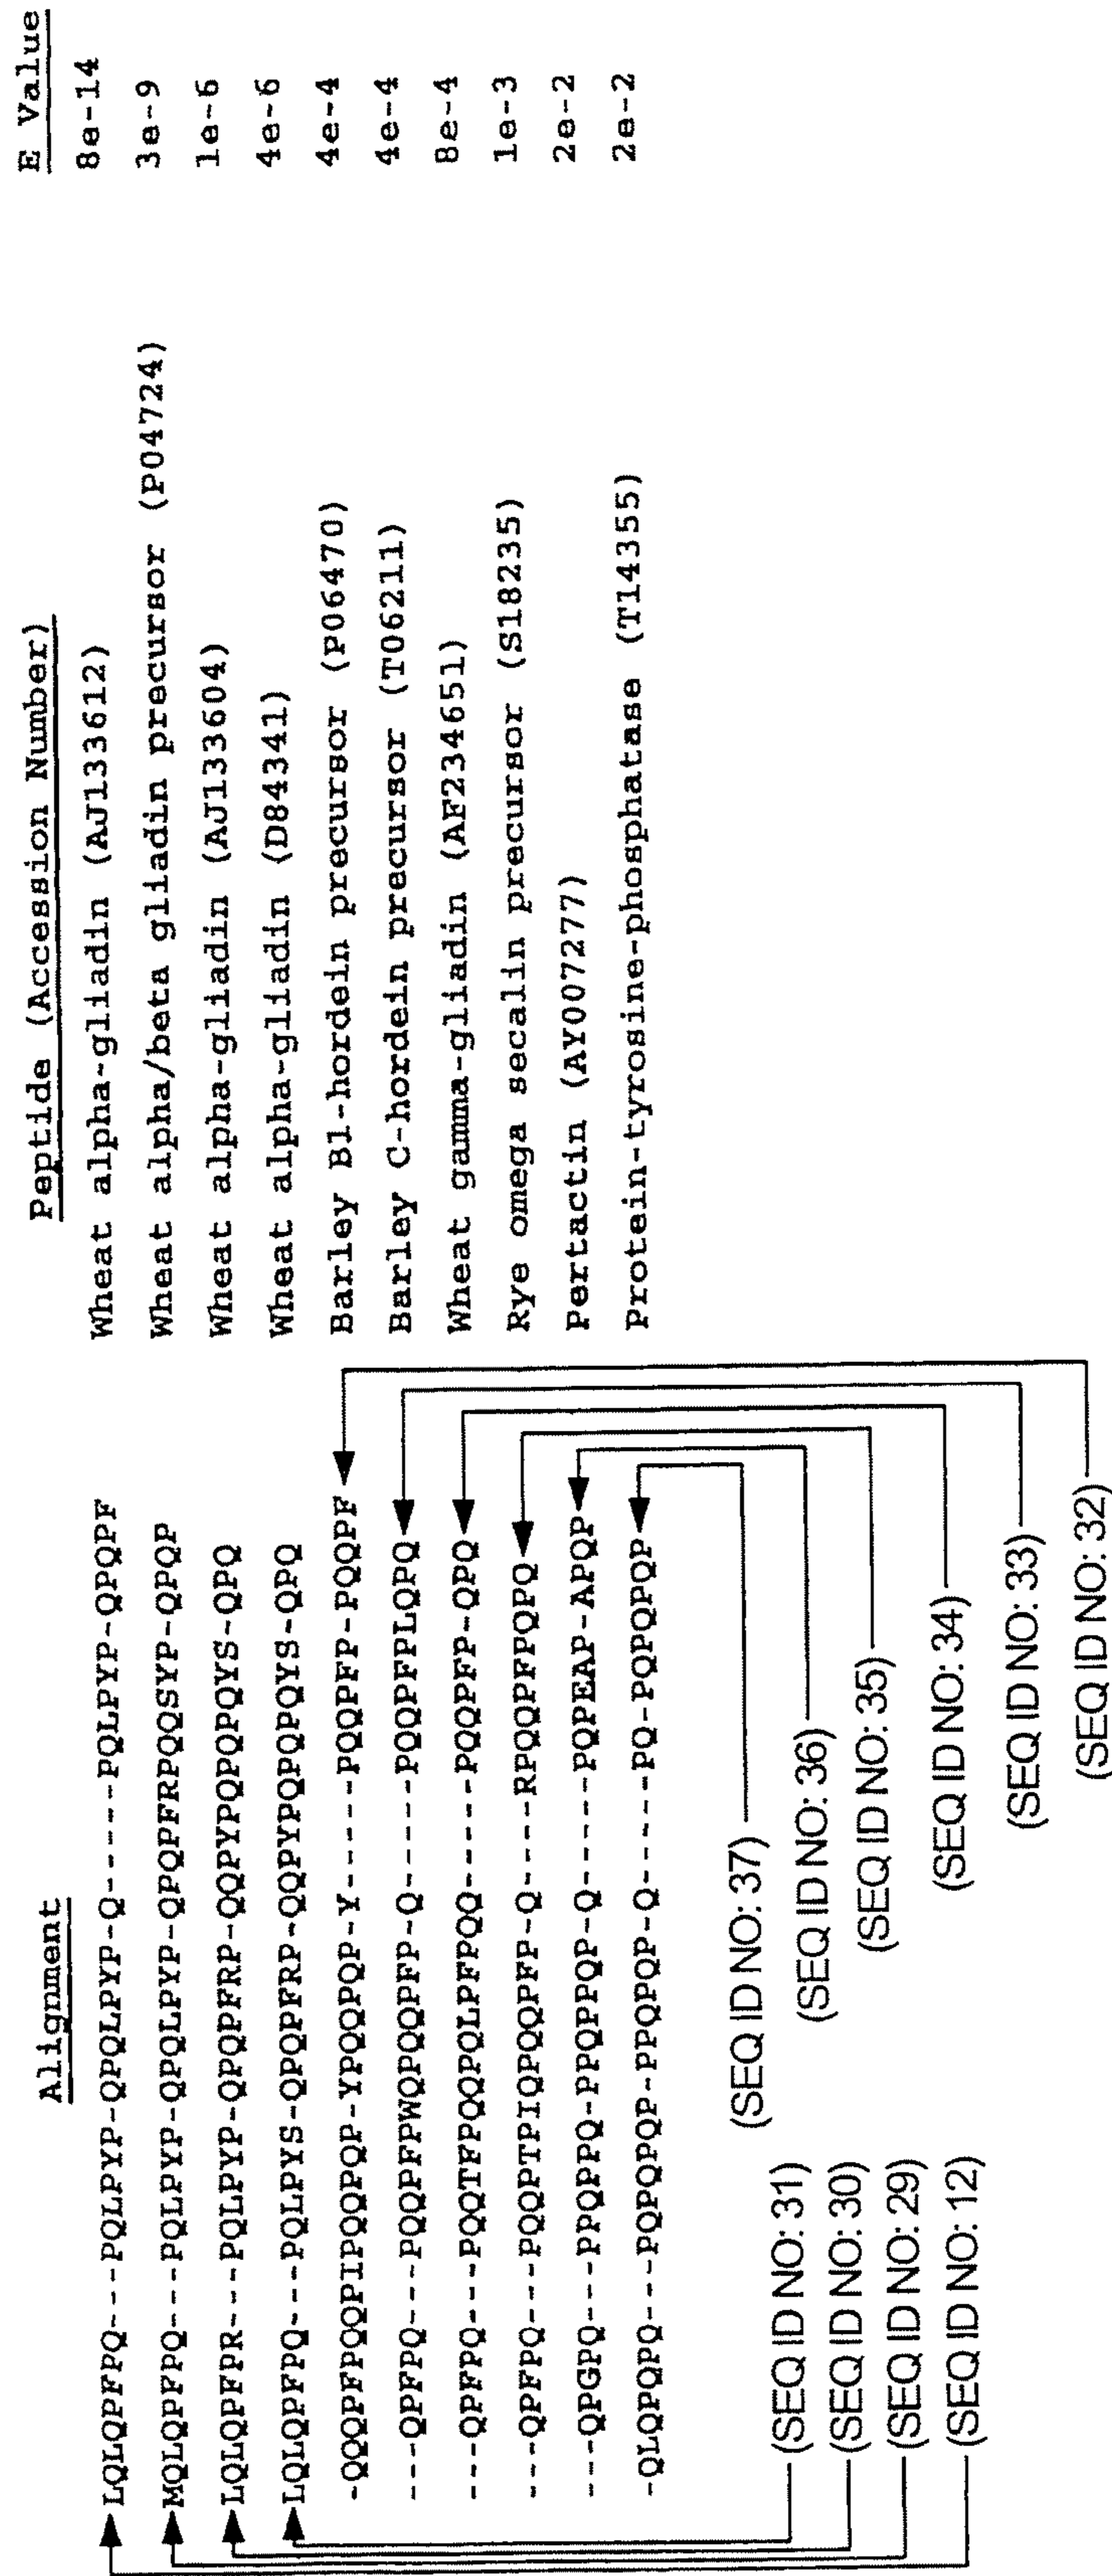 Alignment Peptide (Accession Number) E Value
LQLQPFPQ---PQLPYP-QPQLPYP-Q-----PQLPYP-QPQPF Wheat alpha-gliadin (AJ133612) 8e-14
MQLQPFPQ---PQLPYP-QPQLPYP-QPQPFRPQQSYP-QPQP Wheat alpha/beta gliadin precursor (P04724) 3e-9
LQLQPFPR---PQLPYP-QPQPFRP-QQPYPQPQPQYS-QPQ Wheat alpha-gliadin (AJ133604) 1e-6
LQLQPFPQ---PQLPYS-QPQPFRP-QQPYPQPQPQYS-QPQ Wheat alpha-gliadin (D84341) 4e-6
-QQQPFPQQPIPQQPQP-YPQQPQP-Y------PQQPFP-PQQPF Barley B1-hordein precursor (P06470) 4e-4
---QPFPQ---PQQPFPWQPQQPFP-Q-----PQQPFPLQPQ Barley C-hordein precursor (T06211) 4e-4
---QPFPQ---PQQTFPQQPQLPFPQQ-----PQQPFP-QPQ Wheat gamma-gliadin (AF234651) 8e-4
---QPFPQ---PQQPTPIQPQQPFP-Q----RPQQPFPQPQ Rye omega secalin precursor (S18235) 1e-3
---QPGPQ---PPQPPQ-PPQPPQP-Q-----PQPEAP-APQP Pertactin (AY007277) 2e-2
-QLQPQPQ---PQPQPQP-PPQPQP-Q-----PQ-PQPQPQP Protein-tyrosine-phosphatase (T14355) 2e-2
(SEQ ID NO: 37)
(SEQ ID NO: 31) (SEQ ID NO: 36)
(SEQ ID NO: 30) (SEQ ID NO: 35)
(SEQ ID NO: 29) (SEQ ID NO: 34)
(SEQ ID NO: 12) (SEQ ID NO: 33)
(SEQ ID NO: 32)